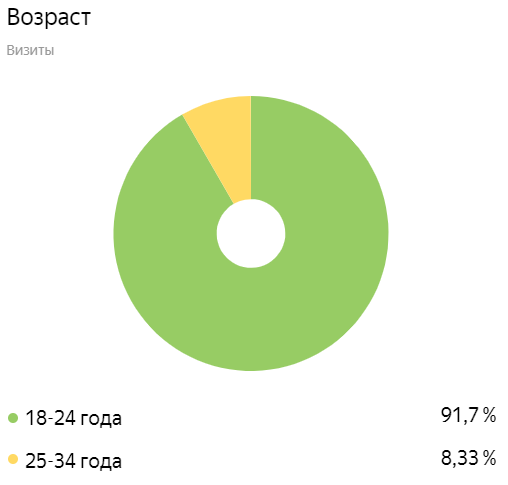 Возраст
Визиты
18-24 года 91,7 %
25-34 года 8,33 %